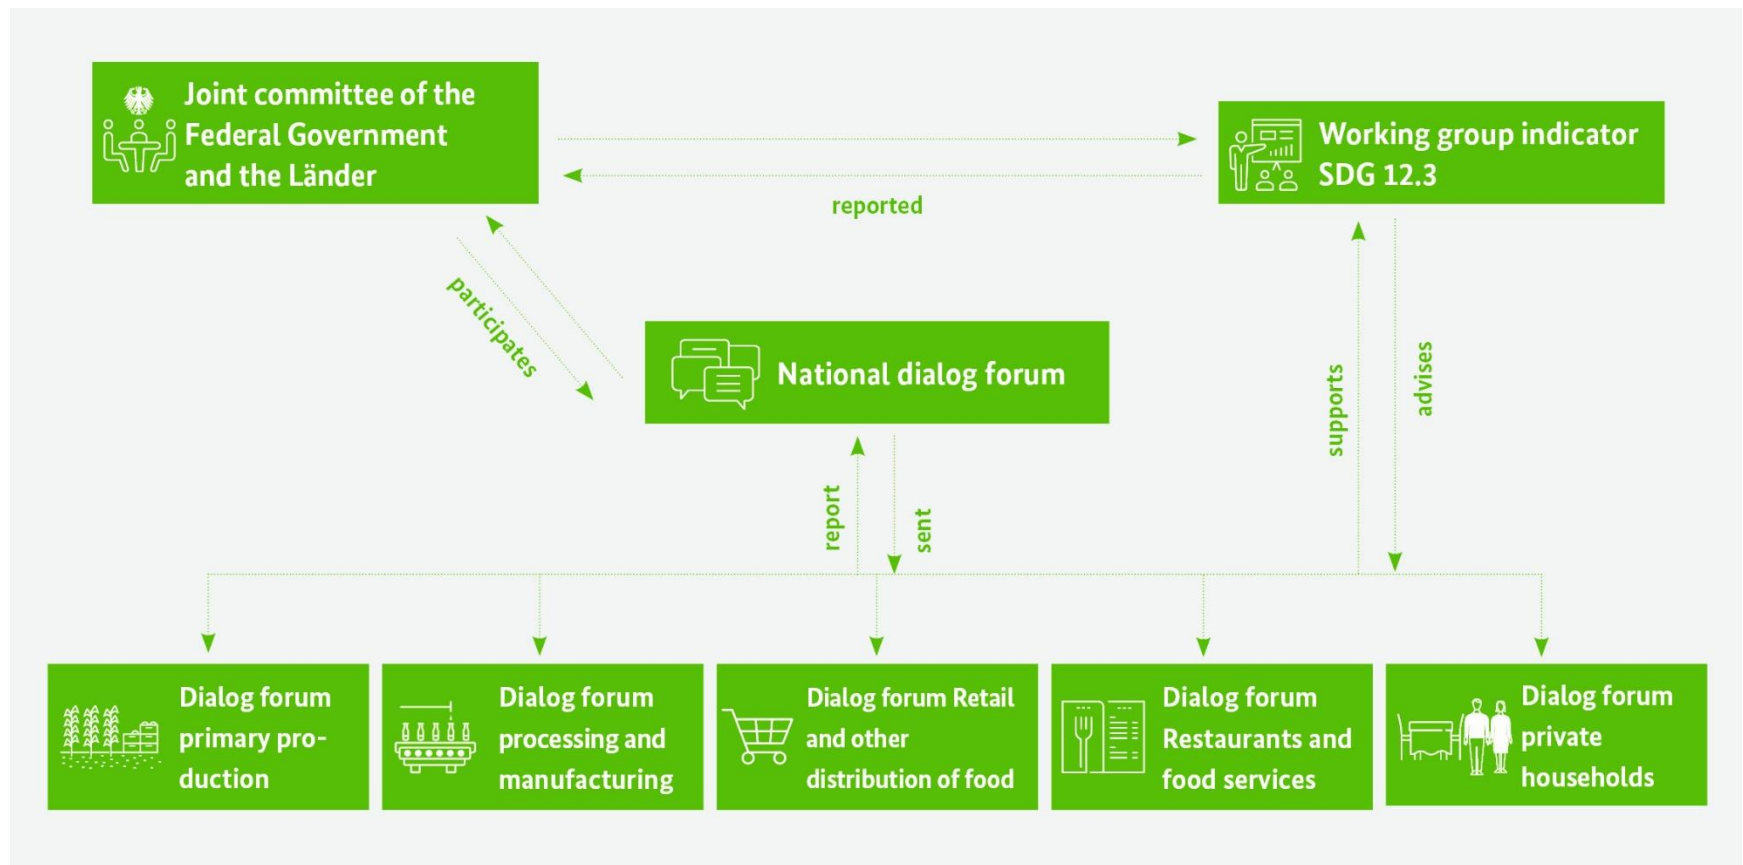 Joint committee of the
Federal Government
and the Länder
Working group indicator
SDG 12.3
reported
participates
National dialog forum
supports
advises
report
sent
Dialog forum
primary pro-
duction
Dialog forum
processing and
manufacturing
Dialog forum Retail
and other
distribution of food
Dialog forum
Restaurants and
food services
Dialog forum
private
households